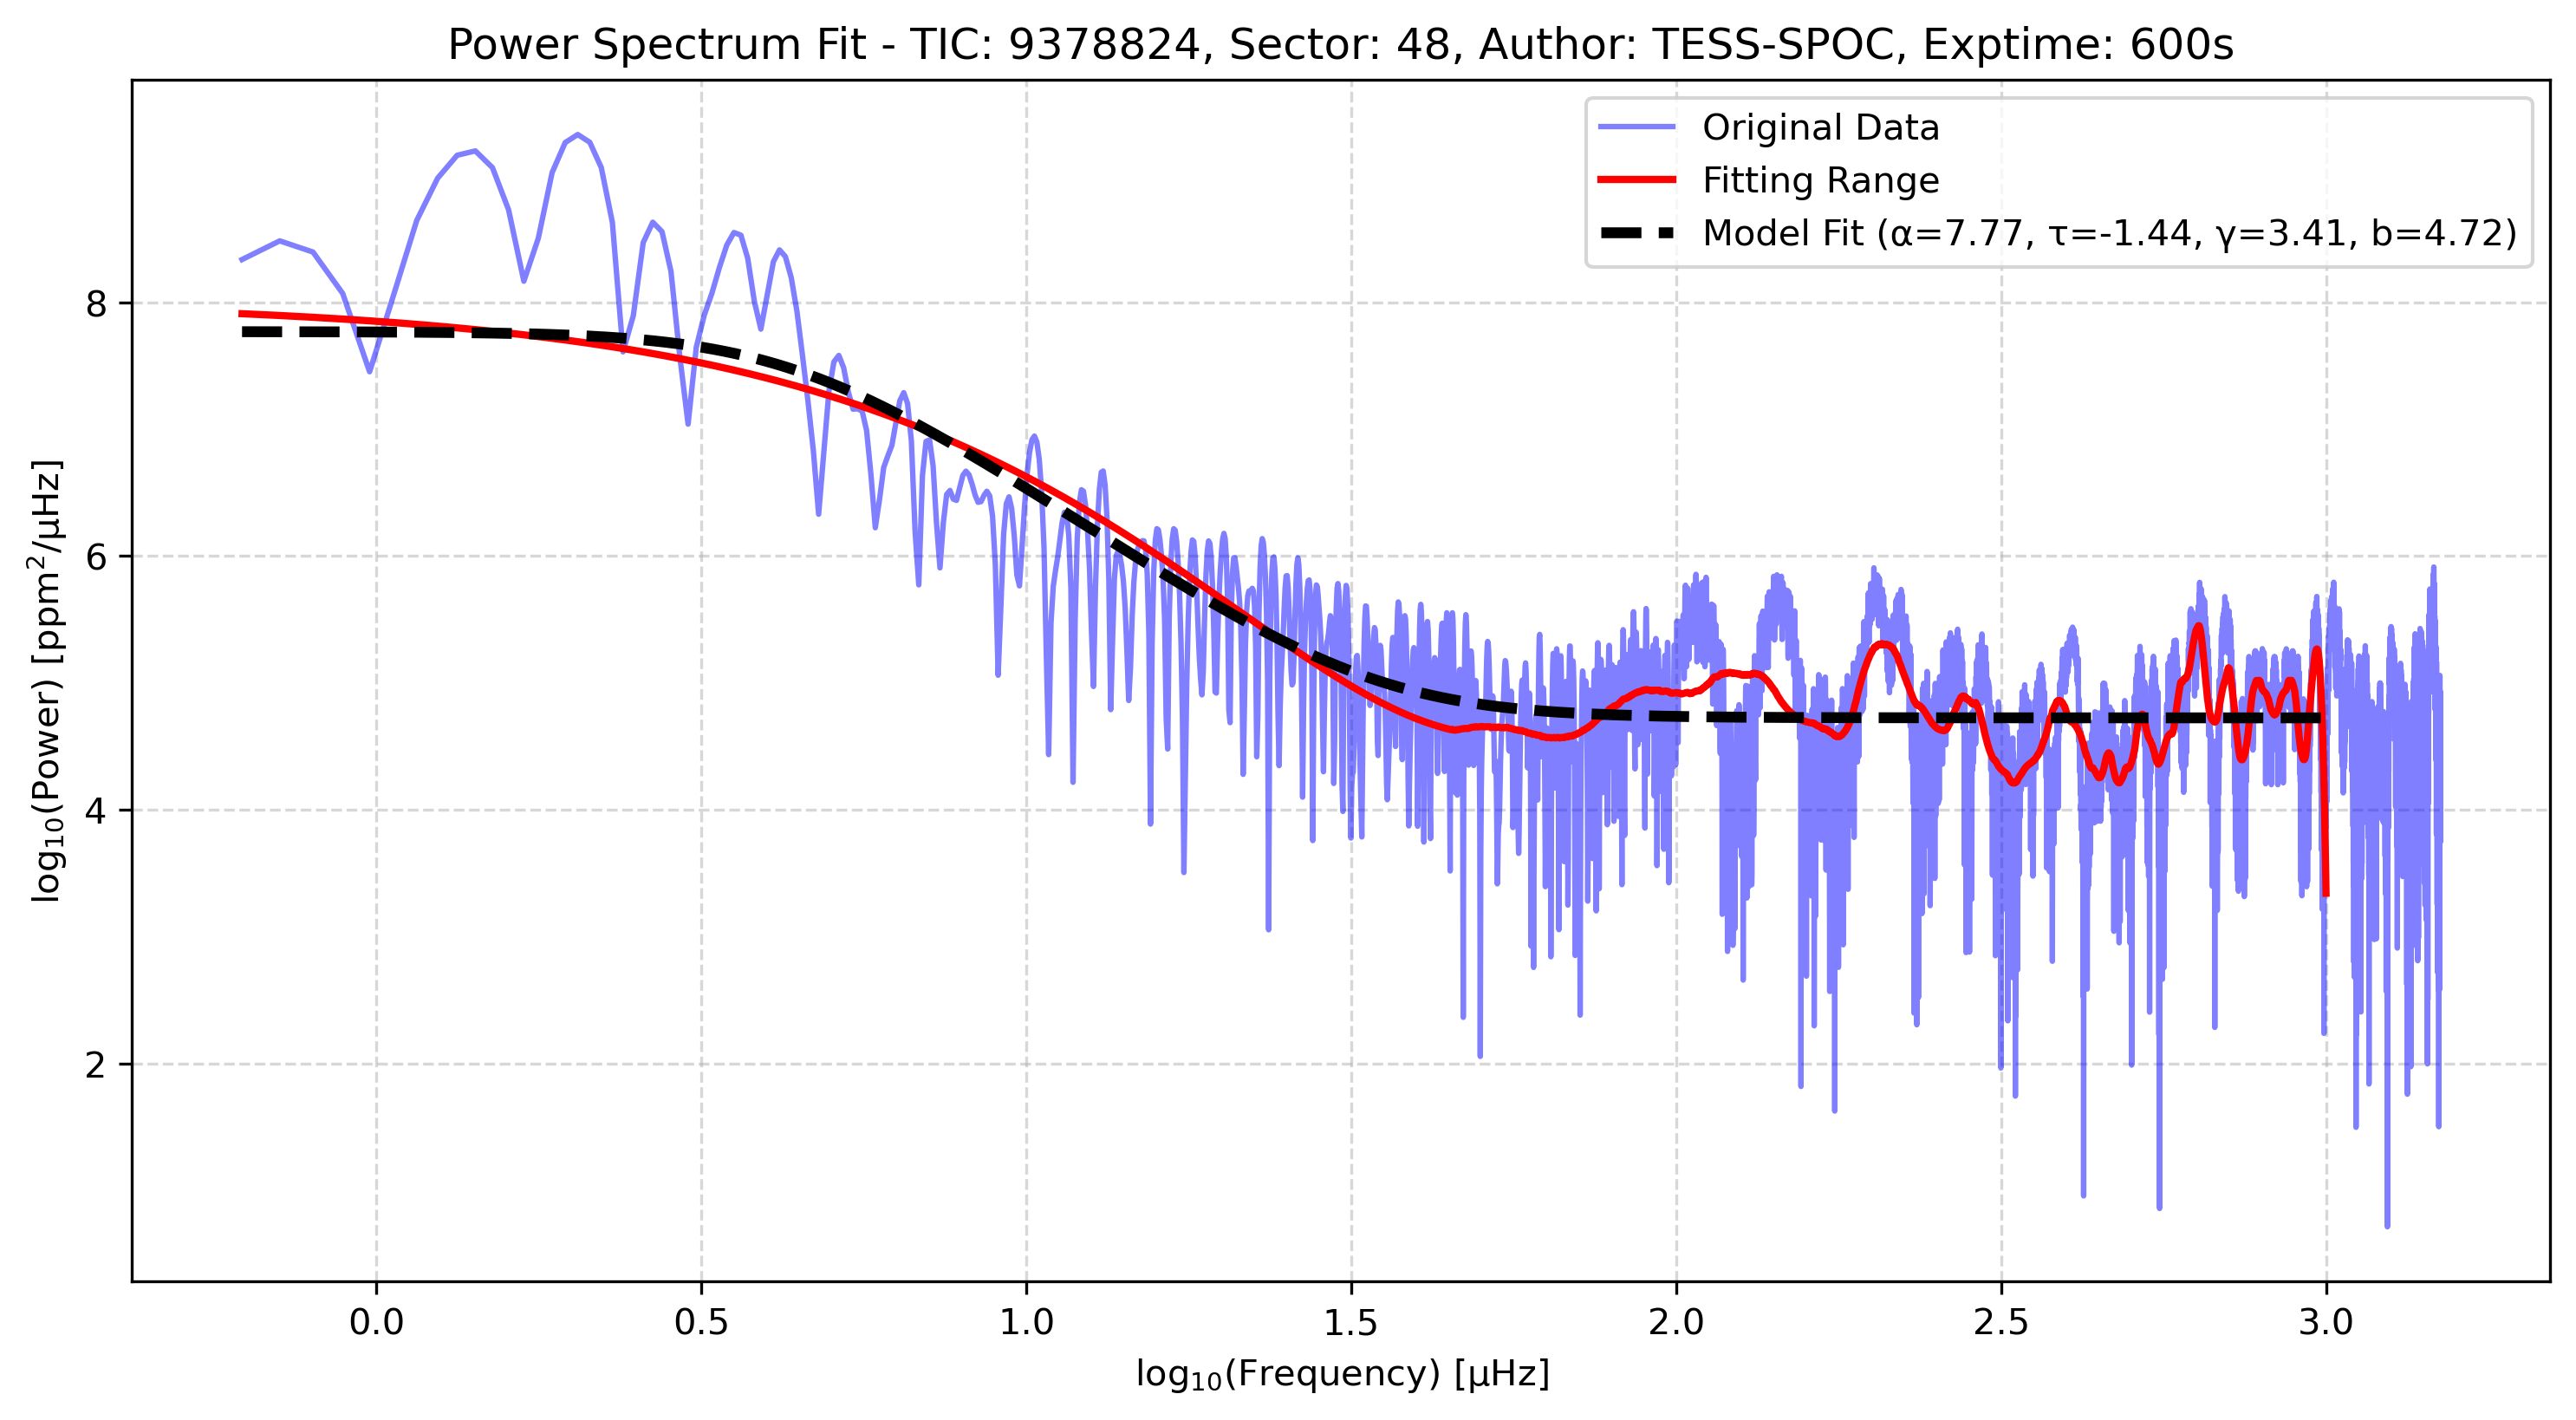 Power Spectrum Fit - TIC: 9378824, Sector: 48, Author: TESS-SPOC, Exptime: 600s
Original Data
Fitting Range
Model Fit (α=7.77, τ=-1.44, γ=3.41, b=4.72)
log₁₀(Power) [ppm²/μHz]
8
6
4
2
0.0 0.5 1.0 1.5 2.0 2.5 3.0
log₁₀(Frequency) [μHz]